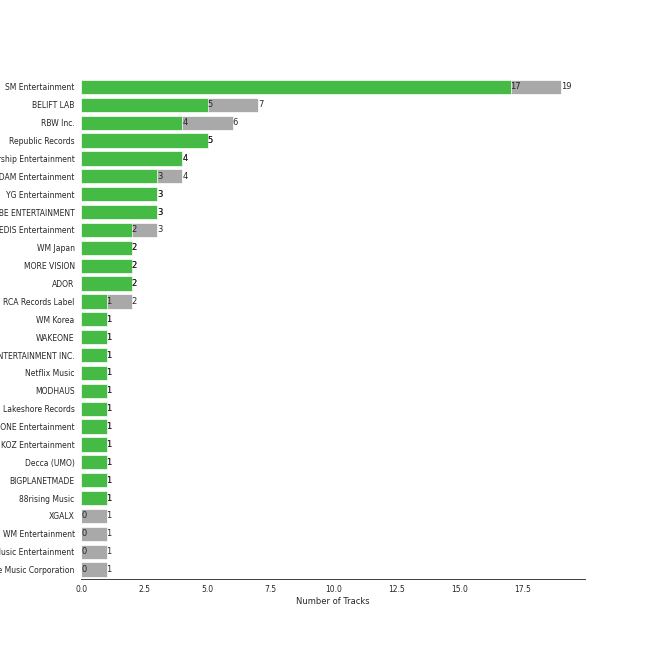 SM Entertainment 17 19
BELIFT LAB 5 7
RBW Inc. 4 6
Republic Records 5
rship Entertainment 4
DAM Entertainment 3 4
YG Entertainment 3
BE ENTERTAINMENT 3
EDIS Entertainment 2 3
WM Japan 2
MORE VISION 2
ADOR 2
RCA Records Label 1 2
WM Korea 1
WAKEONE 1
NTERTAINMENT INC. 1
Netflix Music 1
MODHAUS 1
Lakeshore Records 1
ONE Entertainment 1
KOZ Entertainment 1
Decca (UMO) 1
BIGPLANETMADE 1
88rising Music 1
XGALX 0 1
WM Entertainment 0 1
usic Entertainment 0 1
e Music Corporation 0 1
0.0 2.5 5.0 7.5 10.0 12.5 15.0 17.5
Number of Tracks